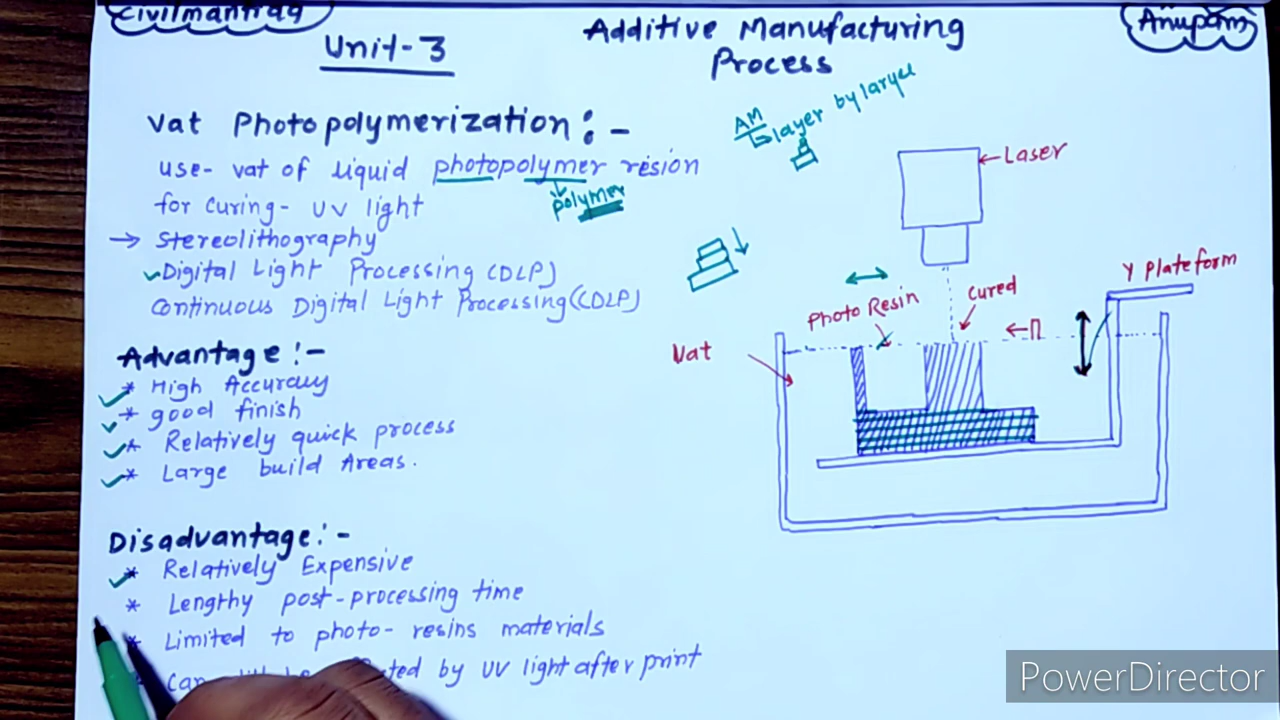 Civilmantraa
Additive Manufacturing
Process
Anupam
Unit-3
Vat Photopolymerization:-
use- vat of liquid photopolymer resion
polymer
for curing- UV light
→ Stereolithography
Digital Light Processing (DLP)
Continuous Digital Light Processing (CDLP)
AM
layer by laryer
Laser
Y plateform
Cured
Photo Resin
Vat
Advantage:-
* High Accuracy
* good finish
* Relatively quick process
* Large build Areas.
Disadvantage:-
* Relatively Expensive
* Lengthy post-processing time
* Limited to photo-resins materials
by UV light after print
PowerDirector